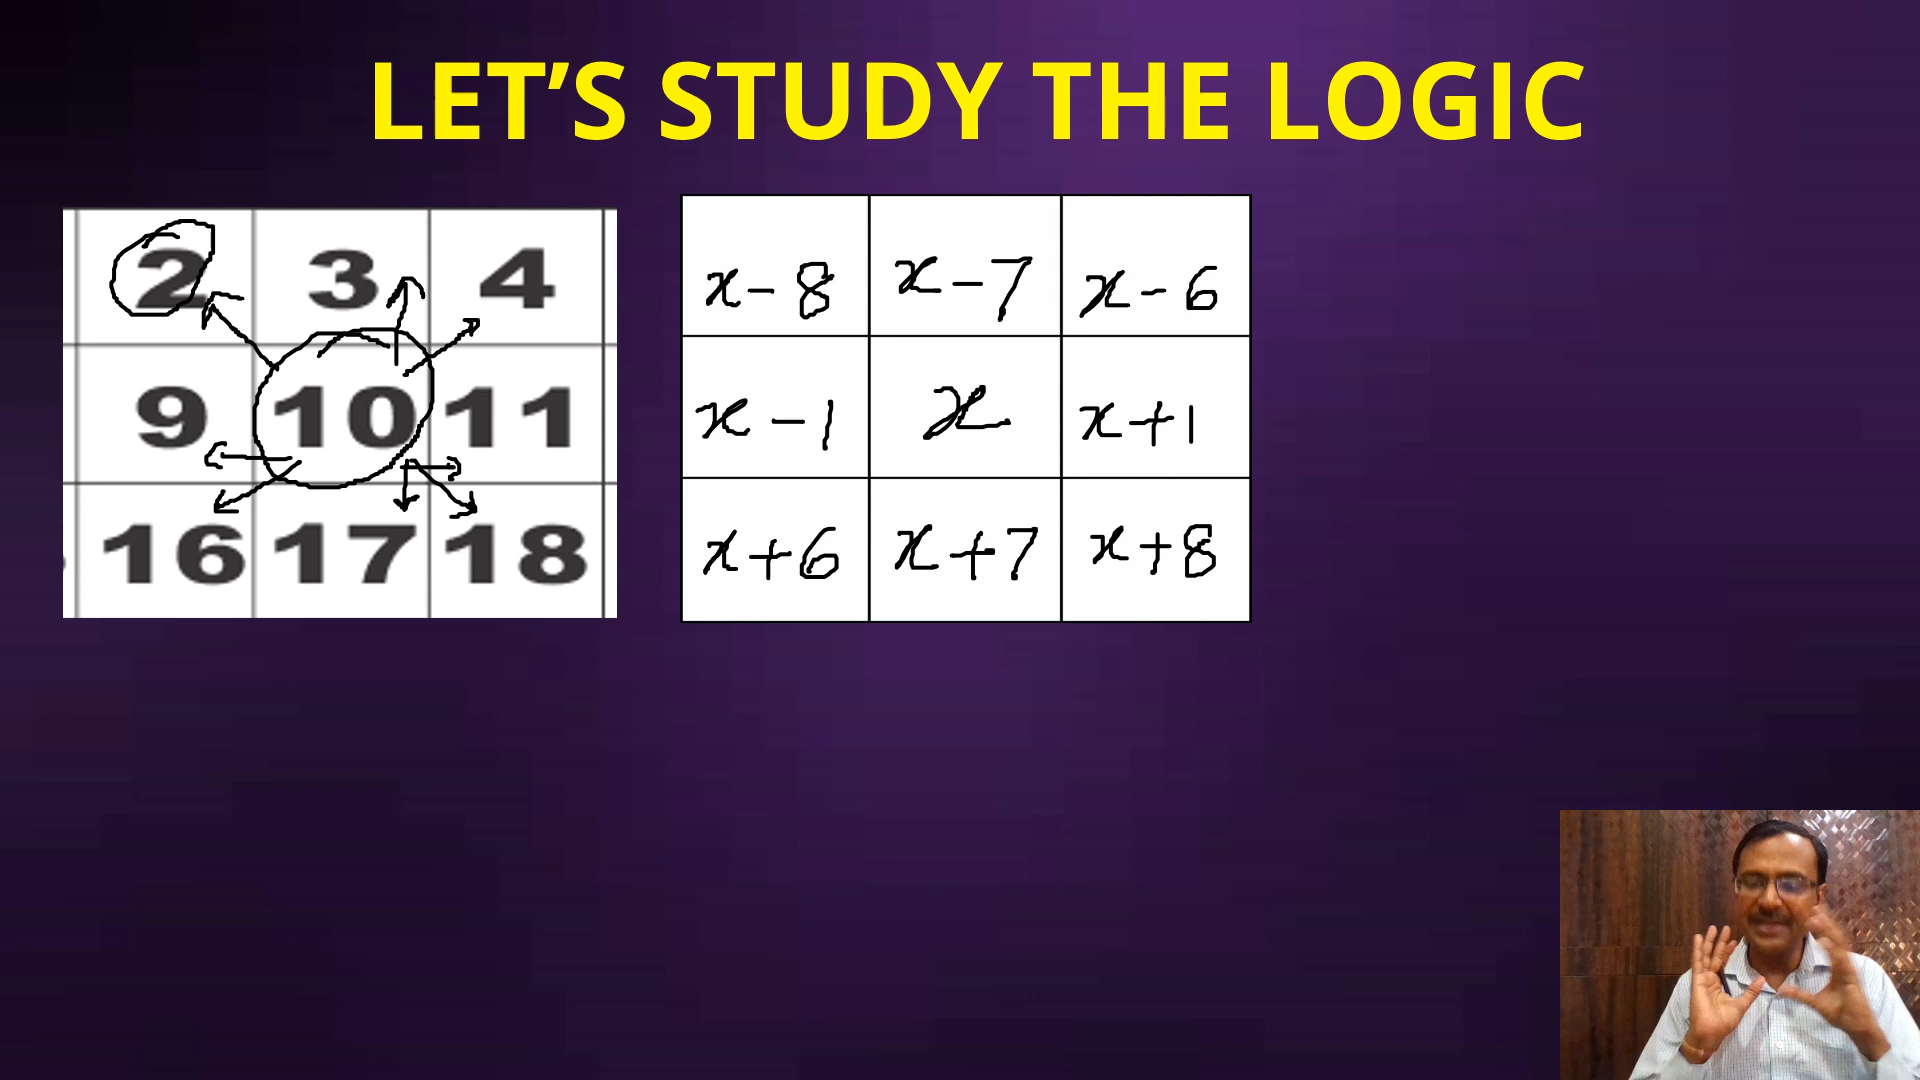 LET’S STUDY THE LOGIC
2 3 4
9 10 11
16 17 18
x-8 x-7 x-6
x-1 x x+1
x+6 x+7 x+8